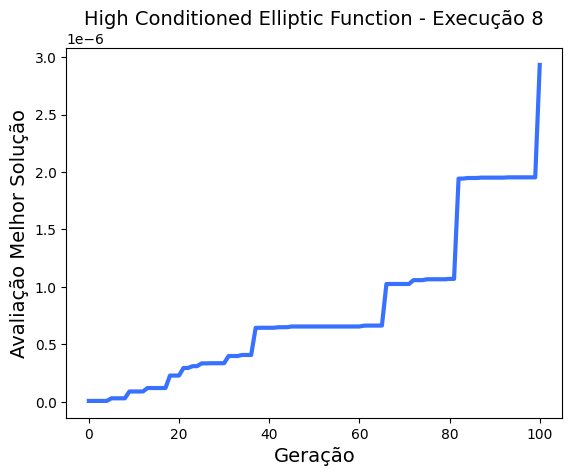 High Conditioned Elliptic Function - Execução 8
1e−6
3.0
2.5
2.0
1.5
1.0
0.5
0.0
Avaliação Melhor Solução
0 20 40 60 80 100
Geração